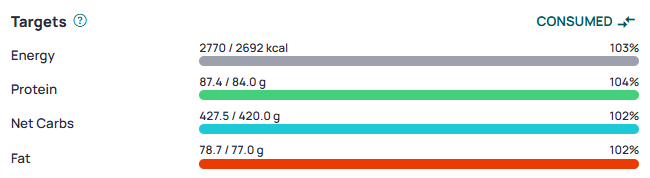 Targets ? CONSUMED
Energy 2770 / 2692 kcal 103%
Protein 87.4 / 84.0 g 104%
Net Carbs 427.5 / 420.0 g 102%
Fat 78.7 / 77.0 g 102%